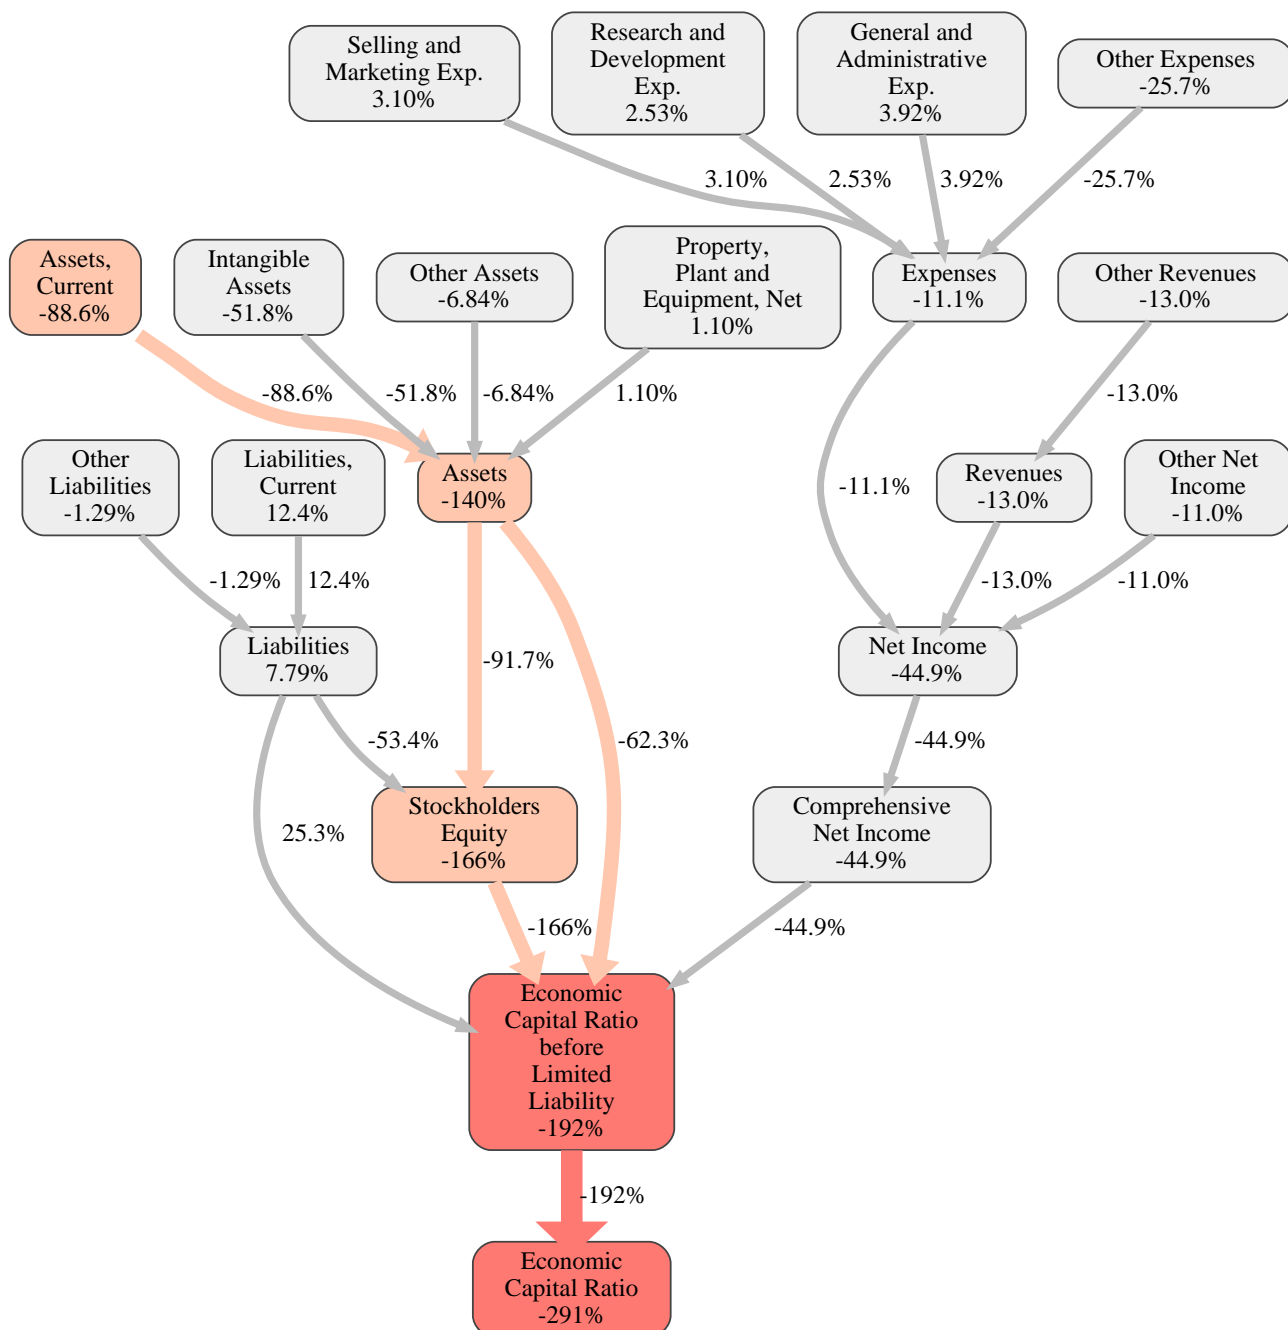 Selling and
Marketing Exp.
3.10%
Research and
Development
Exp.
2.53%
General and
Administrative
Exp.
3.92%
Other Expenses
-25.7%
3.10%
2.53%
3.92%
-25.7%
Assets,
Current
-88.6%
Intangible
Assets
-51.8%
Other Assets
-6.84%
Property,
Plant and
Equipment, Net
1.10%
Expenses
-11.1%
Other Revenues
-13.0%
-88.6%
-51.8%
-6.84%
1.10%
-13.0%
Other
Liabilities
-1.29%
Liabilities,
Current
12.4%
Assets
-140%
-11.1%
Revenues
-13.0%
Other Net
Income
-11.0%
-1.29%
12.4%
-13.0%
-11.0%
Liabilities
7.79%
-91.7%
Net Income
-44.9%
-53.4%
-62.3%
-44.9%
25.3%
Stockholders
Equity
-166%
Comprehensive
Net Income
-44.9%
-166%
-44.9%
Economic
Capital Ratio
before
Limited
Liability
-192%
-192%
Economic
Capital Ratio
-291%